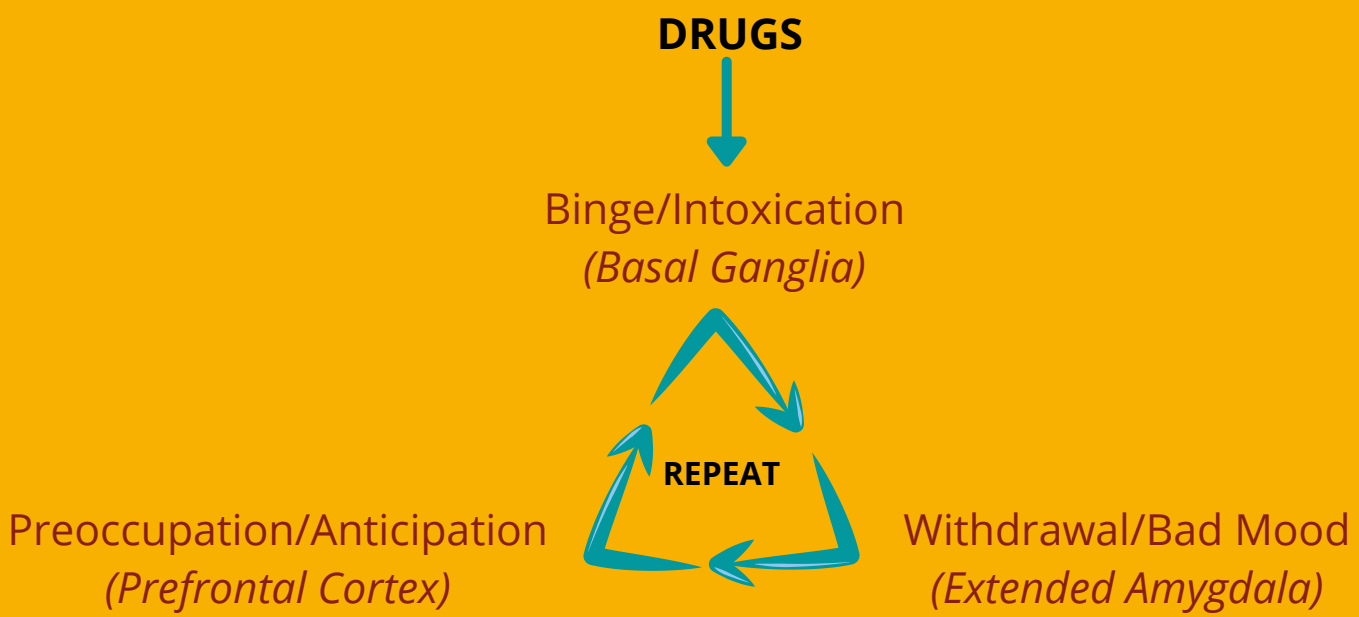 DRUGS
Binge/Intoxication
(Basal Ganglia)
REPEAT
Preoccupation/Anticipation
(Prefrontal Cortex)
Withdrawal/Bad Mood
(Extended Amygdala)